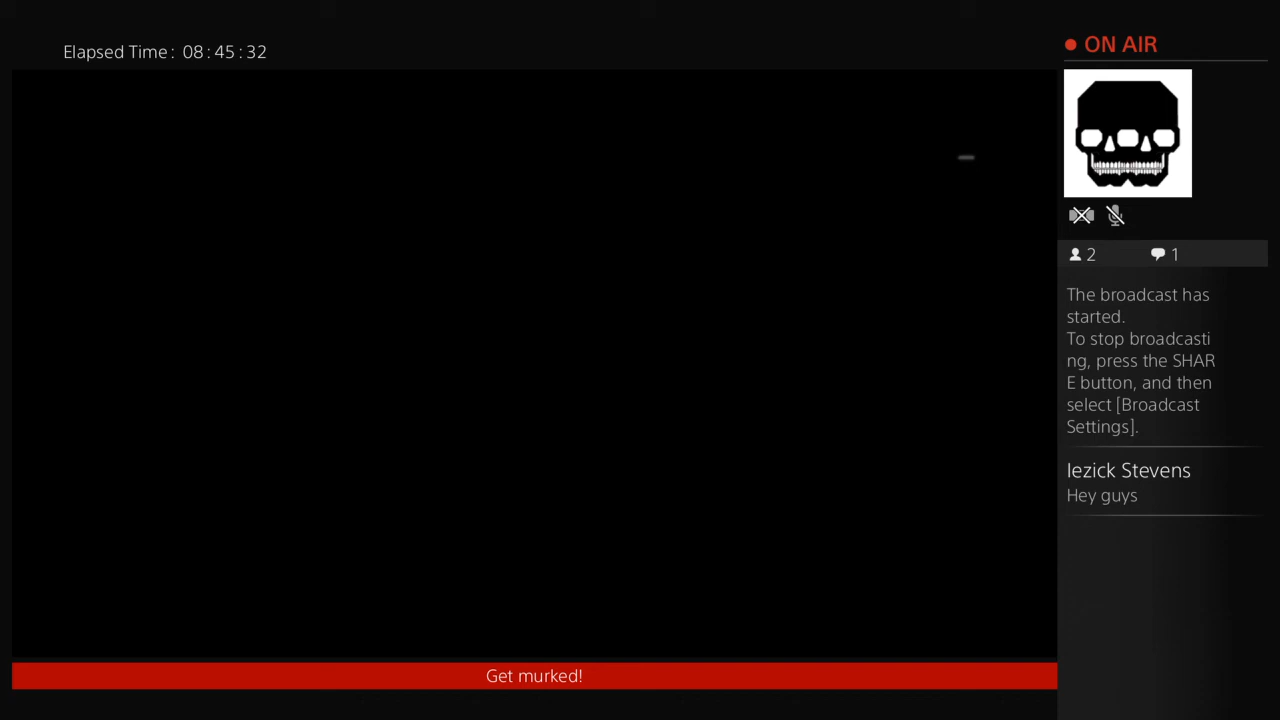 Elapsed Time: 08:45:32
ON AIR
2 1
The broadcast has
started.
To stop broadcasti
ng, press the SHAR
E button, and then
select [Broadcast
Settings].
Iezick Stevens
Hey guys
Get murked!